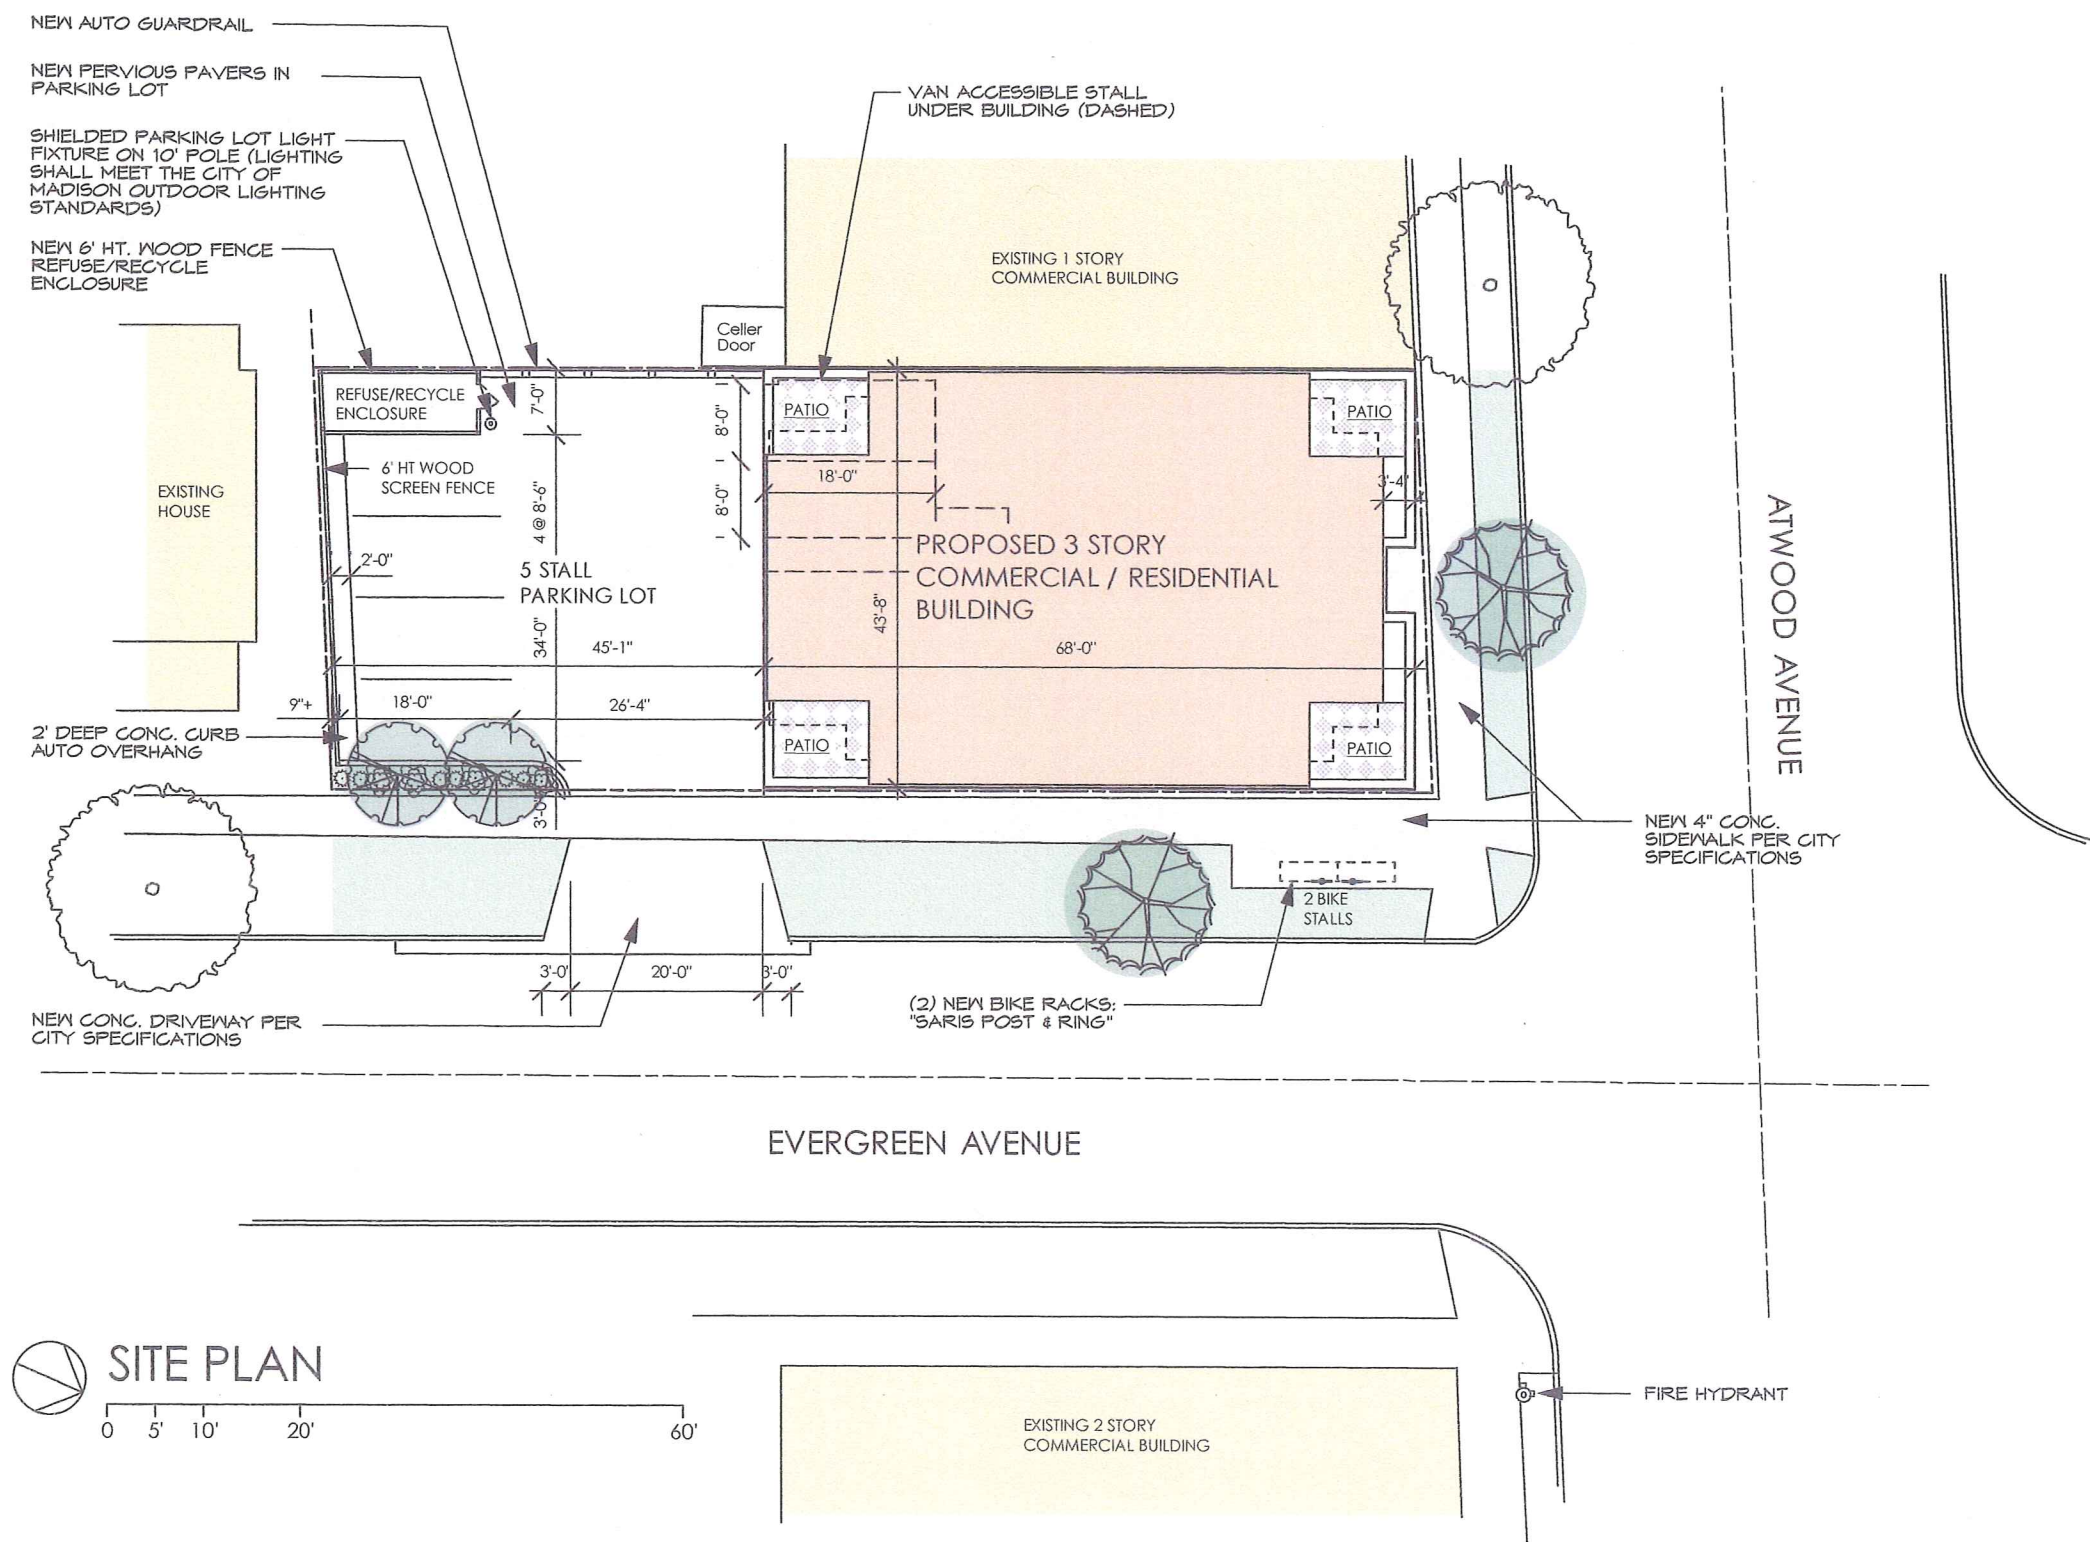 NEW AUTO GUARDRAIL
NEW PERVIOUS PAVERS IN
PARKING LOT
SHIELDED PARKING LOT LIGHT
FIXTURE ON 10' POLE (LIGHTING
SHALL MEET THE CITY OF
MADISON OUTDOOR LIGHTING
STANDARDS)
NEW 6' HT. WOOD FENCE
REFUSE/RECYCLE
ENCLOSURE
VAN ACCESSIBLE STALL
UNDER BUILDING (DASHED)
EXISTING 1 STORY
COMMERCIAL BUILDING
Celler
Door
REFUSE/RECYCLE
ENCLOSURE
7'-0"
8'-0"
PATIO
PATIO
6' HT WOOD
SCREEN FENCE
EXISTING
HOUSE
4 @ 8'-6"
8'-0"
18'-0"
3'-4"
PROPOSED 3 STORY
COMMERCIAL / RESIDENTIAL
BUILDING
2'-0"
5 STALL
PARKING LOT
34'-0"
43'-8"
45'-1"
68'-0"
ATWOOD AVENUE
9"+
18'-0"
26'-4"
2' DEEP CONC. CURB
AUTO OVERHANG
PATIO
PATIO
3'-0"
NEW 4" CONC.
SIDEWALK PER CITY
SPECIFICATIONS
2 BIKE
STALLS
3'-0"
20'-0"
3'-0"
(2) NEW BIKE RACKS:
"SARIS POST & RING"
NEW CONC. DRIVEWAY PER
CITY SPECIFICATIONS
EVERGREEN AVENUE
SITE PLAN
0 5' 10' 20' 60'
FIRE HYDRANT
EXISTING 2 STORY
COMMERCIAL BUILDING